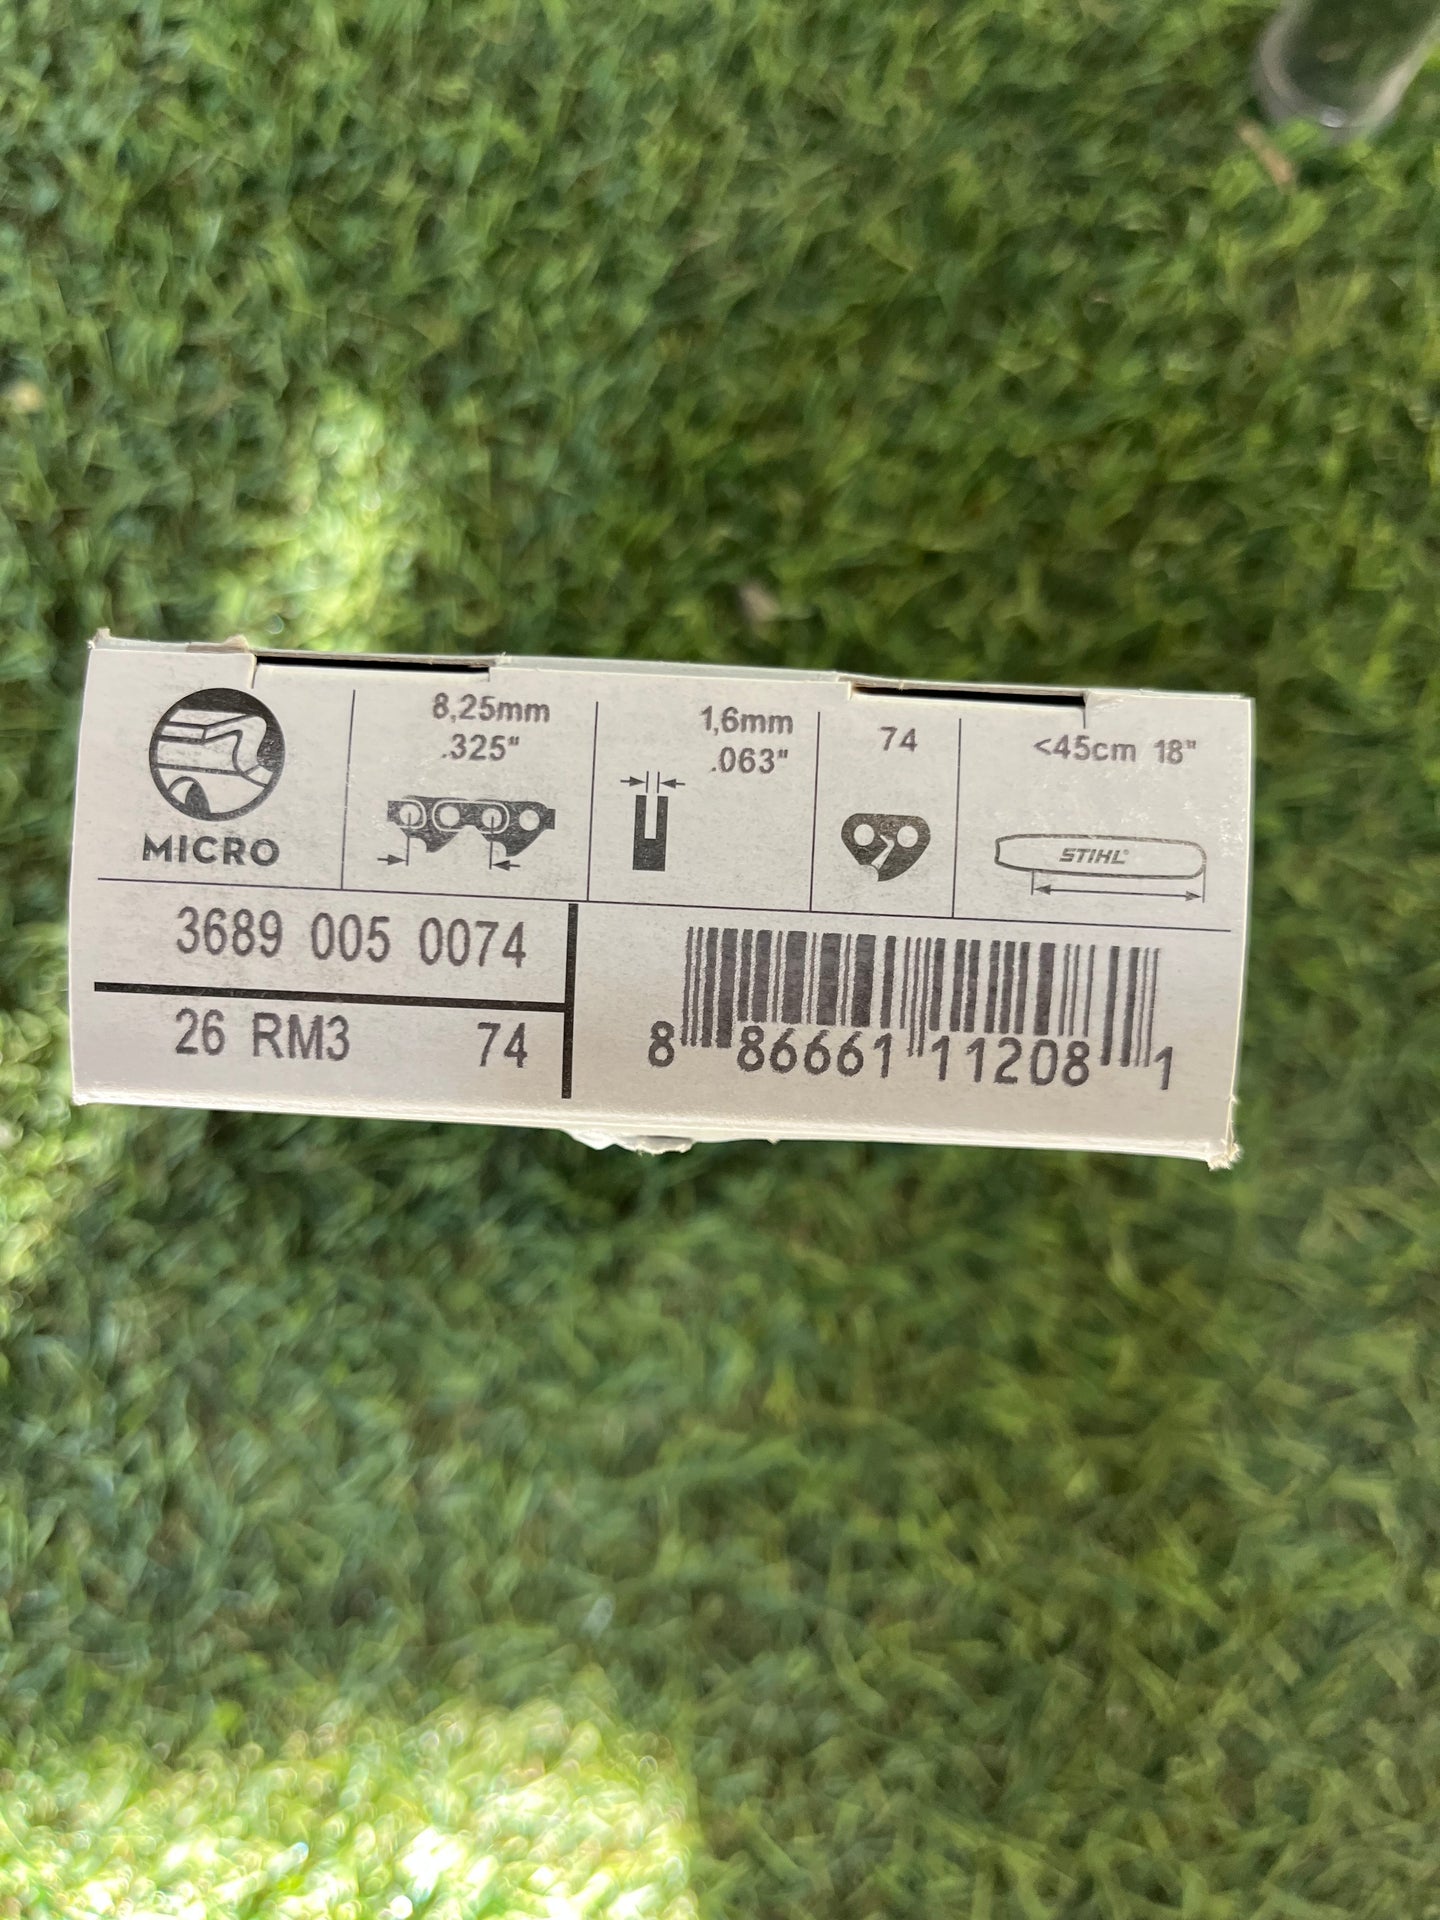 MICRO
8,25mm
.325"
1,6mm
.063"
74
<45cm 18"
STIHL®
3689 005 0074
26 RM3 74
8 86661 11208 1